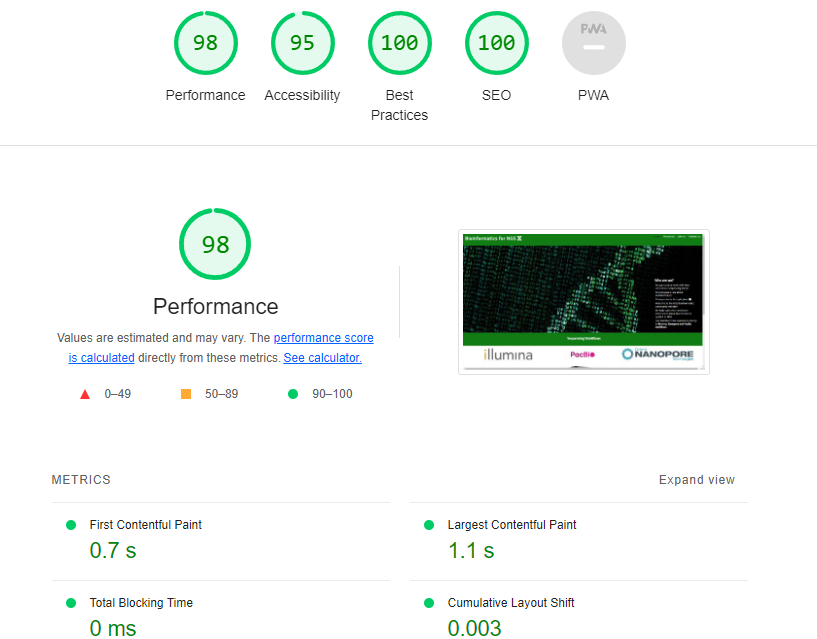 98
95
100
100
PWA
Performance
Accessibility
Best
Practices
SEO
PWA
98
Performance
Values are estimated and may vary. The performance score
is calculated directly from these metrics. See calculator.
0–49
50–89
90–100
Bioinformatics for NGS
Who are we?
Sequencing Workflows
illumina
PacBi
NANOPORE
METRICS
Expand view
First Contentful Paint
0.7 s
Largest Contentful Paint
1.1 s
Total Blocking Time
0 ms
Cumulative Layout Shift
0.003